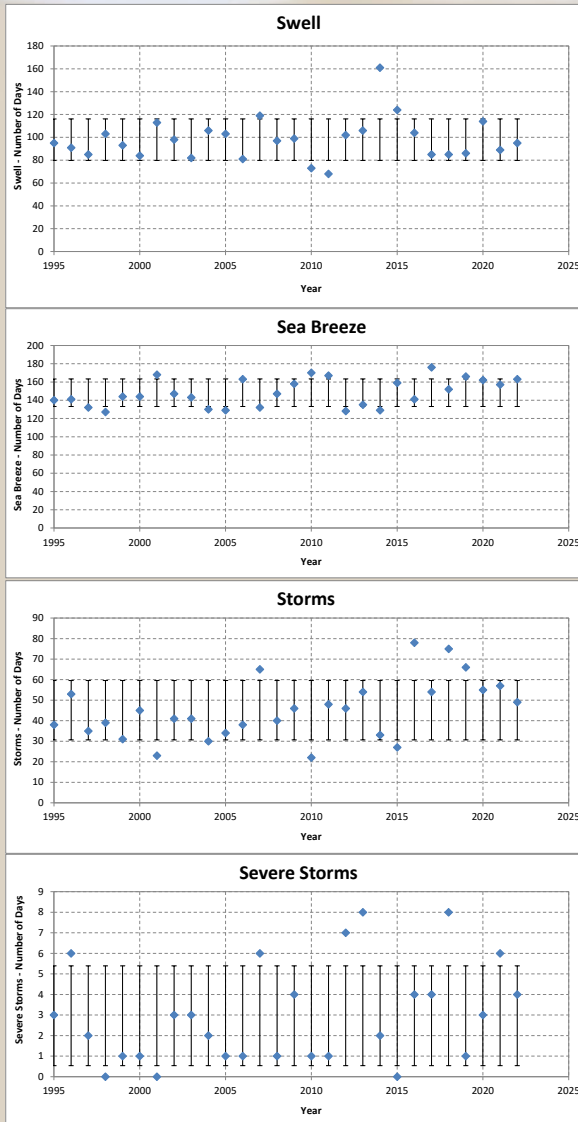 Swell
Swell - Number of Days
180
160
140
120
100
80
60
40
20
0
1995 2000 2005 2010 2015 2020 2025
Year
Sea Breeze
Sea Breeze - Number of Days
200
180
160
140
120
100
80
60
40
20
0
1995 2000 2005 2010 2015 2020 2025
Year
Storms
Storms - Number of Days
90
80
70
60
50
40
30
20
10
0
1995 2000 2005 2010 2015 2020 2025
Year
Severe Storms
Severe Storms - Number of Days
9
8
7
6
5
4
3
2
1
0
1995 2000 2005 2010 2015 2020 2025
Year